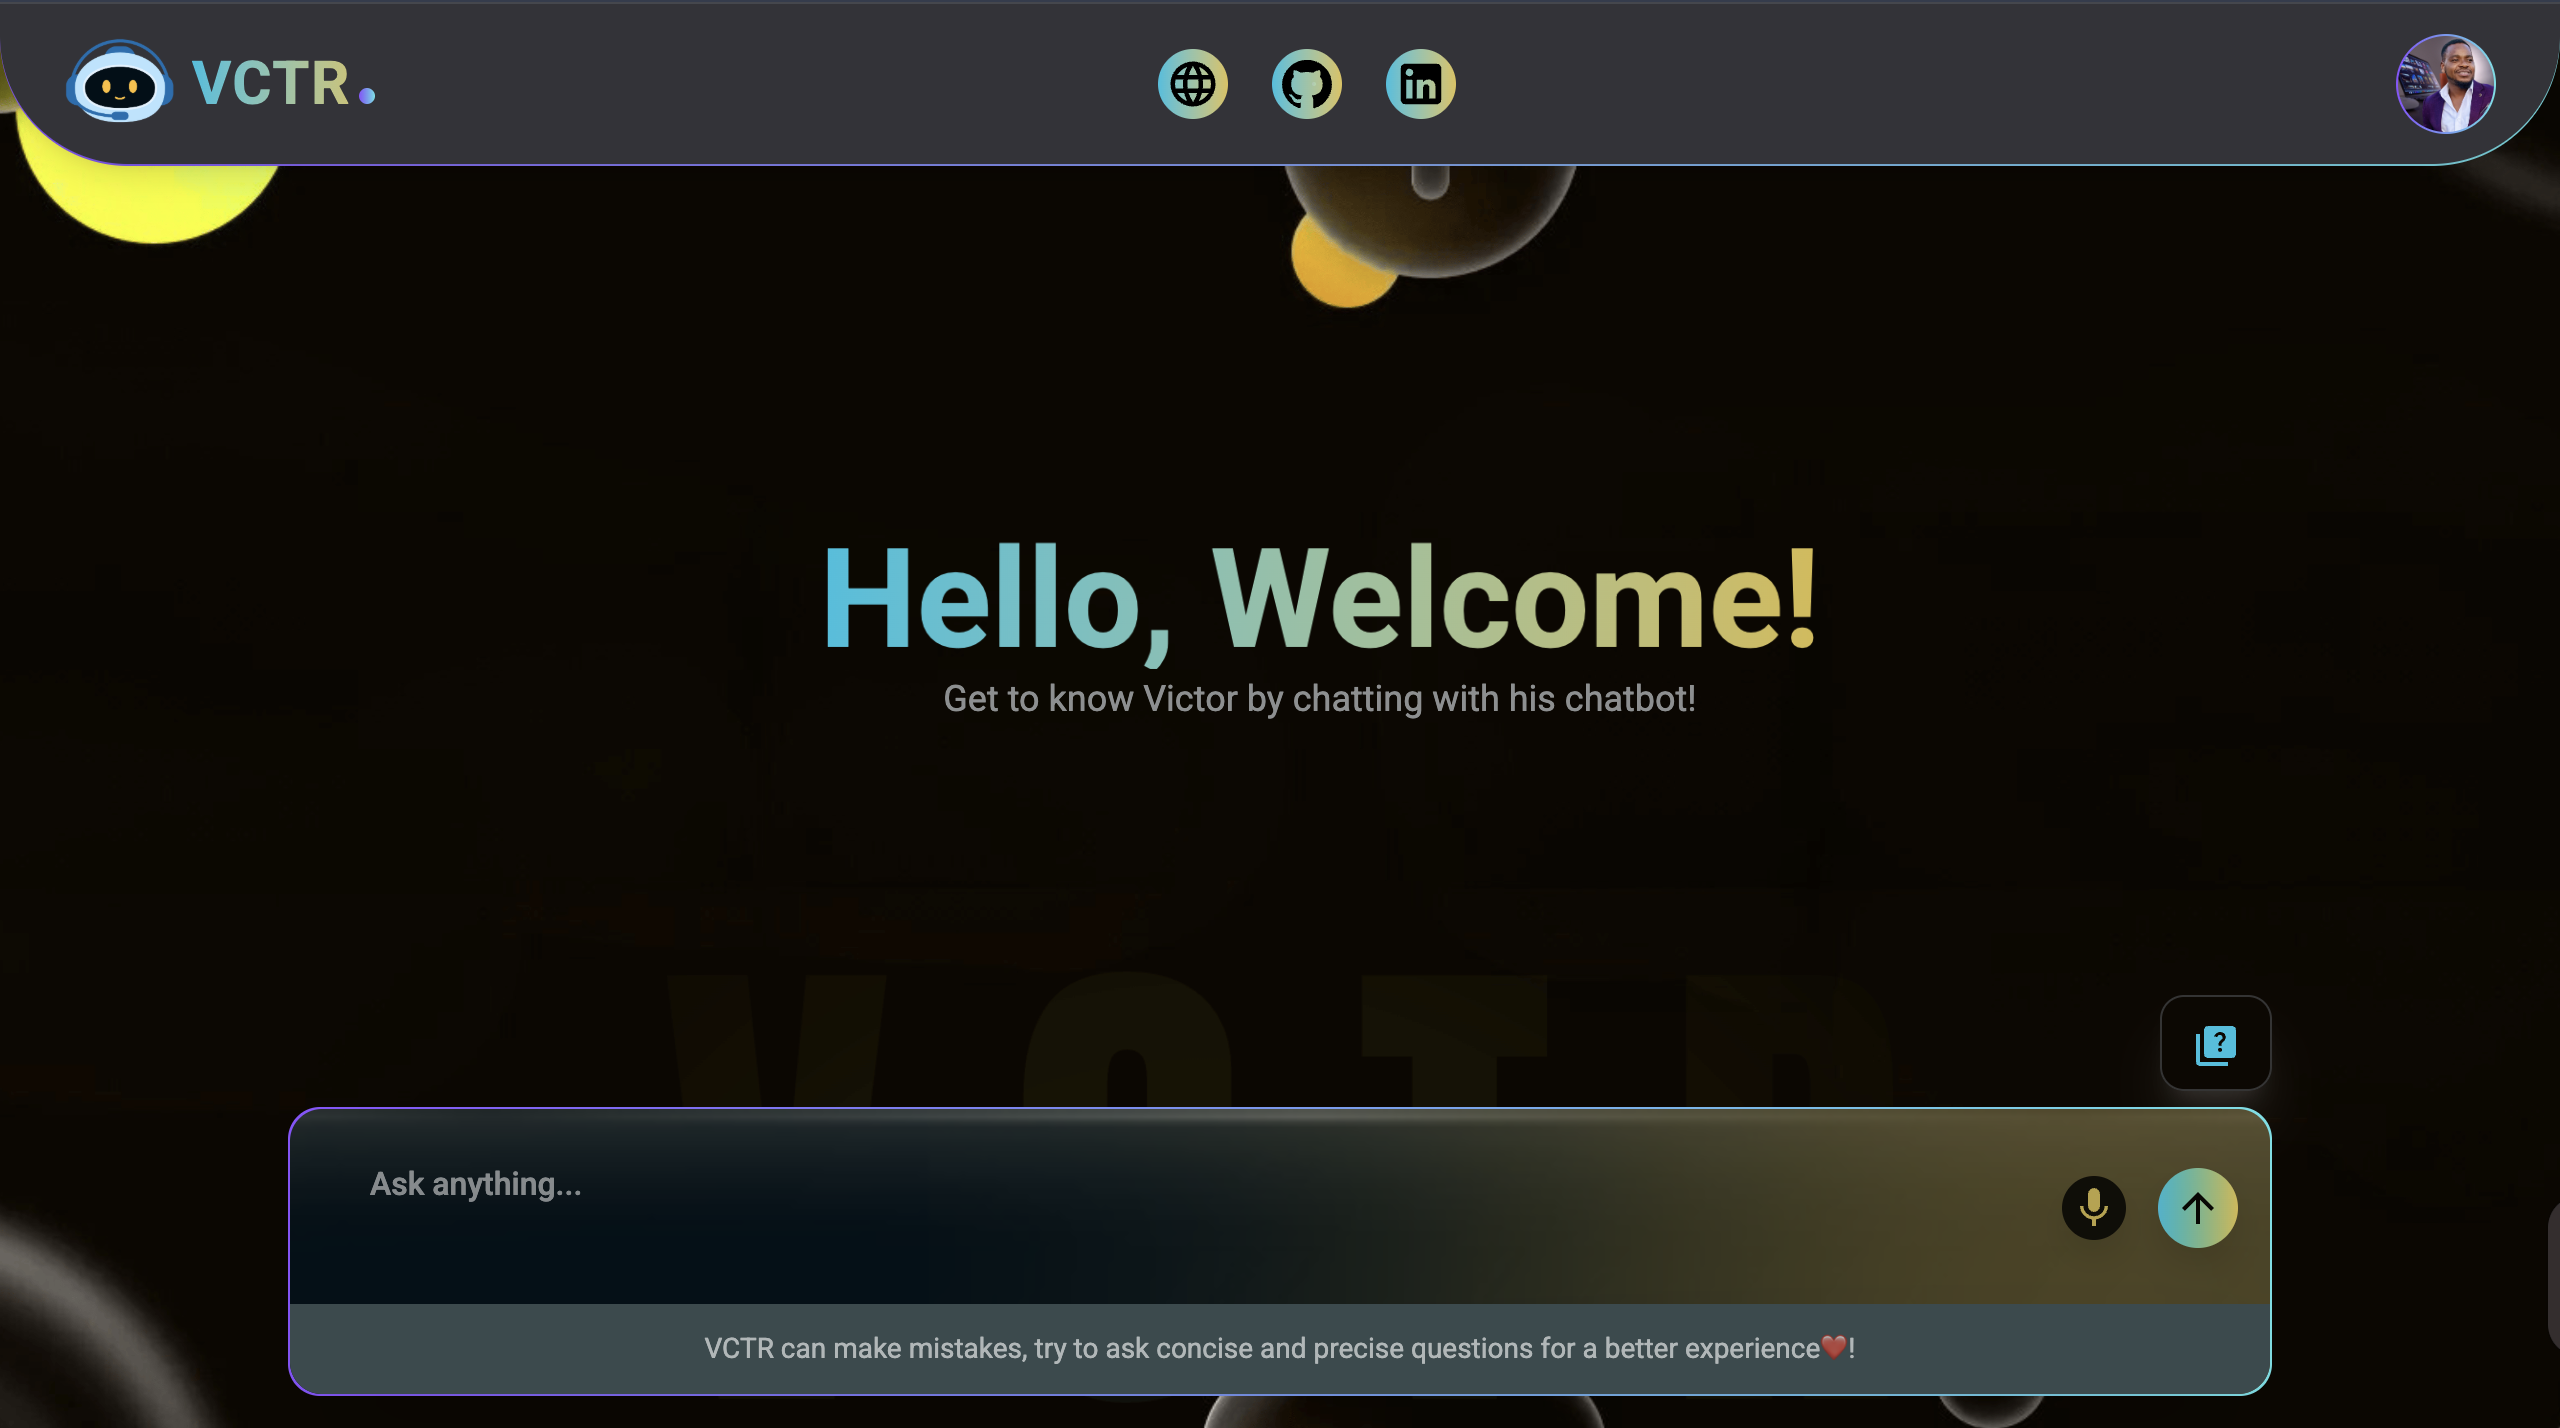 VCTR.
Hello, Welcome!
Get to know Victor by chatting with his chatbot!
VCTR
?
Ask anything...
VCTR can make mistakes, try to ask concise and precise questions for a better experience❤️!